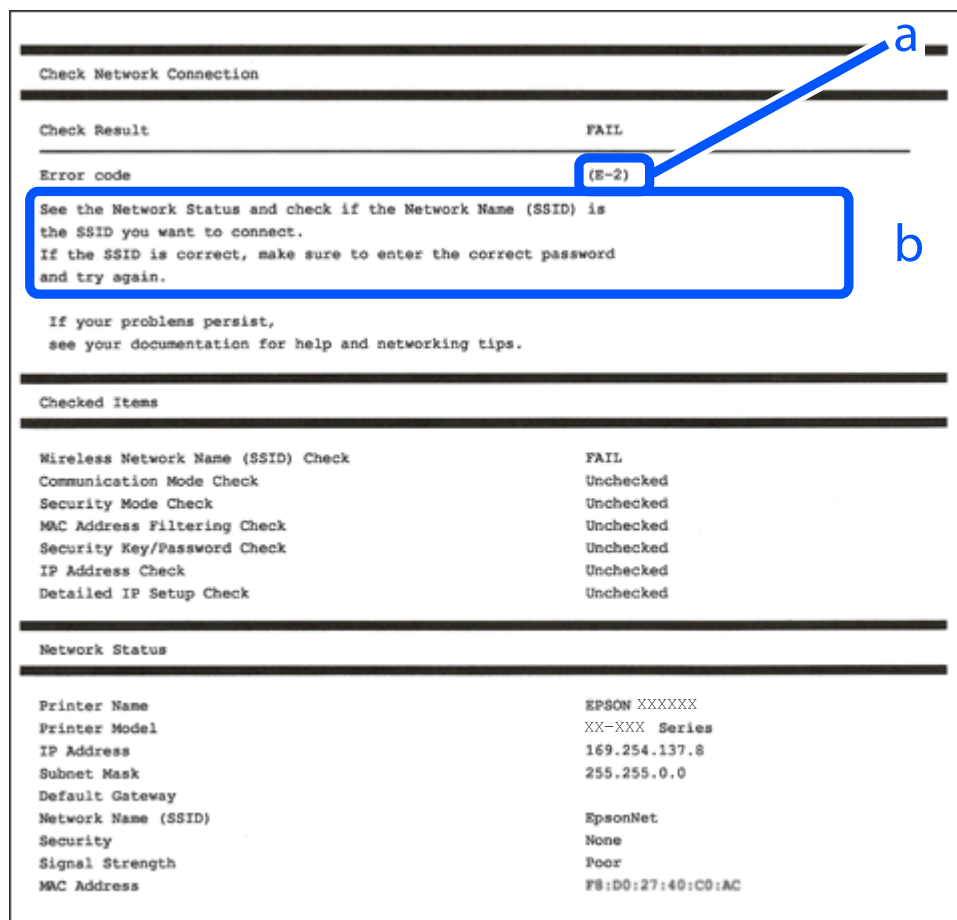 a
Check Network Connection
Check Result FAIL
Error code (E-2)
See the Network Status and check if the Network Name (SSID) is
the SSID you want to connect.
If the SSID is correct, make sure to enter the correct password
and try again.
b
If your problems persist,
see your documentation for help and networking tips.
Checked Items
Wireless Network Name (SSID) Check FAIL
Communication Mode Check Unchecked
Security Mode Check Unchecked
MAC Address Filtering Check Unchecked
Security Key/Password Check Unchecked
IP Address Check Unchecked
Detailed IP Setup Check Unchecked
Network Status
Printer Name EPSON XXXXXX
Printer Model XX-XXX Series
IP Address 169.254.137.8
Subnet Mask 255.255.0.0
Default Gateway
Network Name (SSID) EpsonNet
Security None
Signal Strength Poor
MAC Address F8:D0:27:40:C0:AC